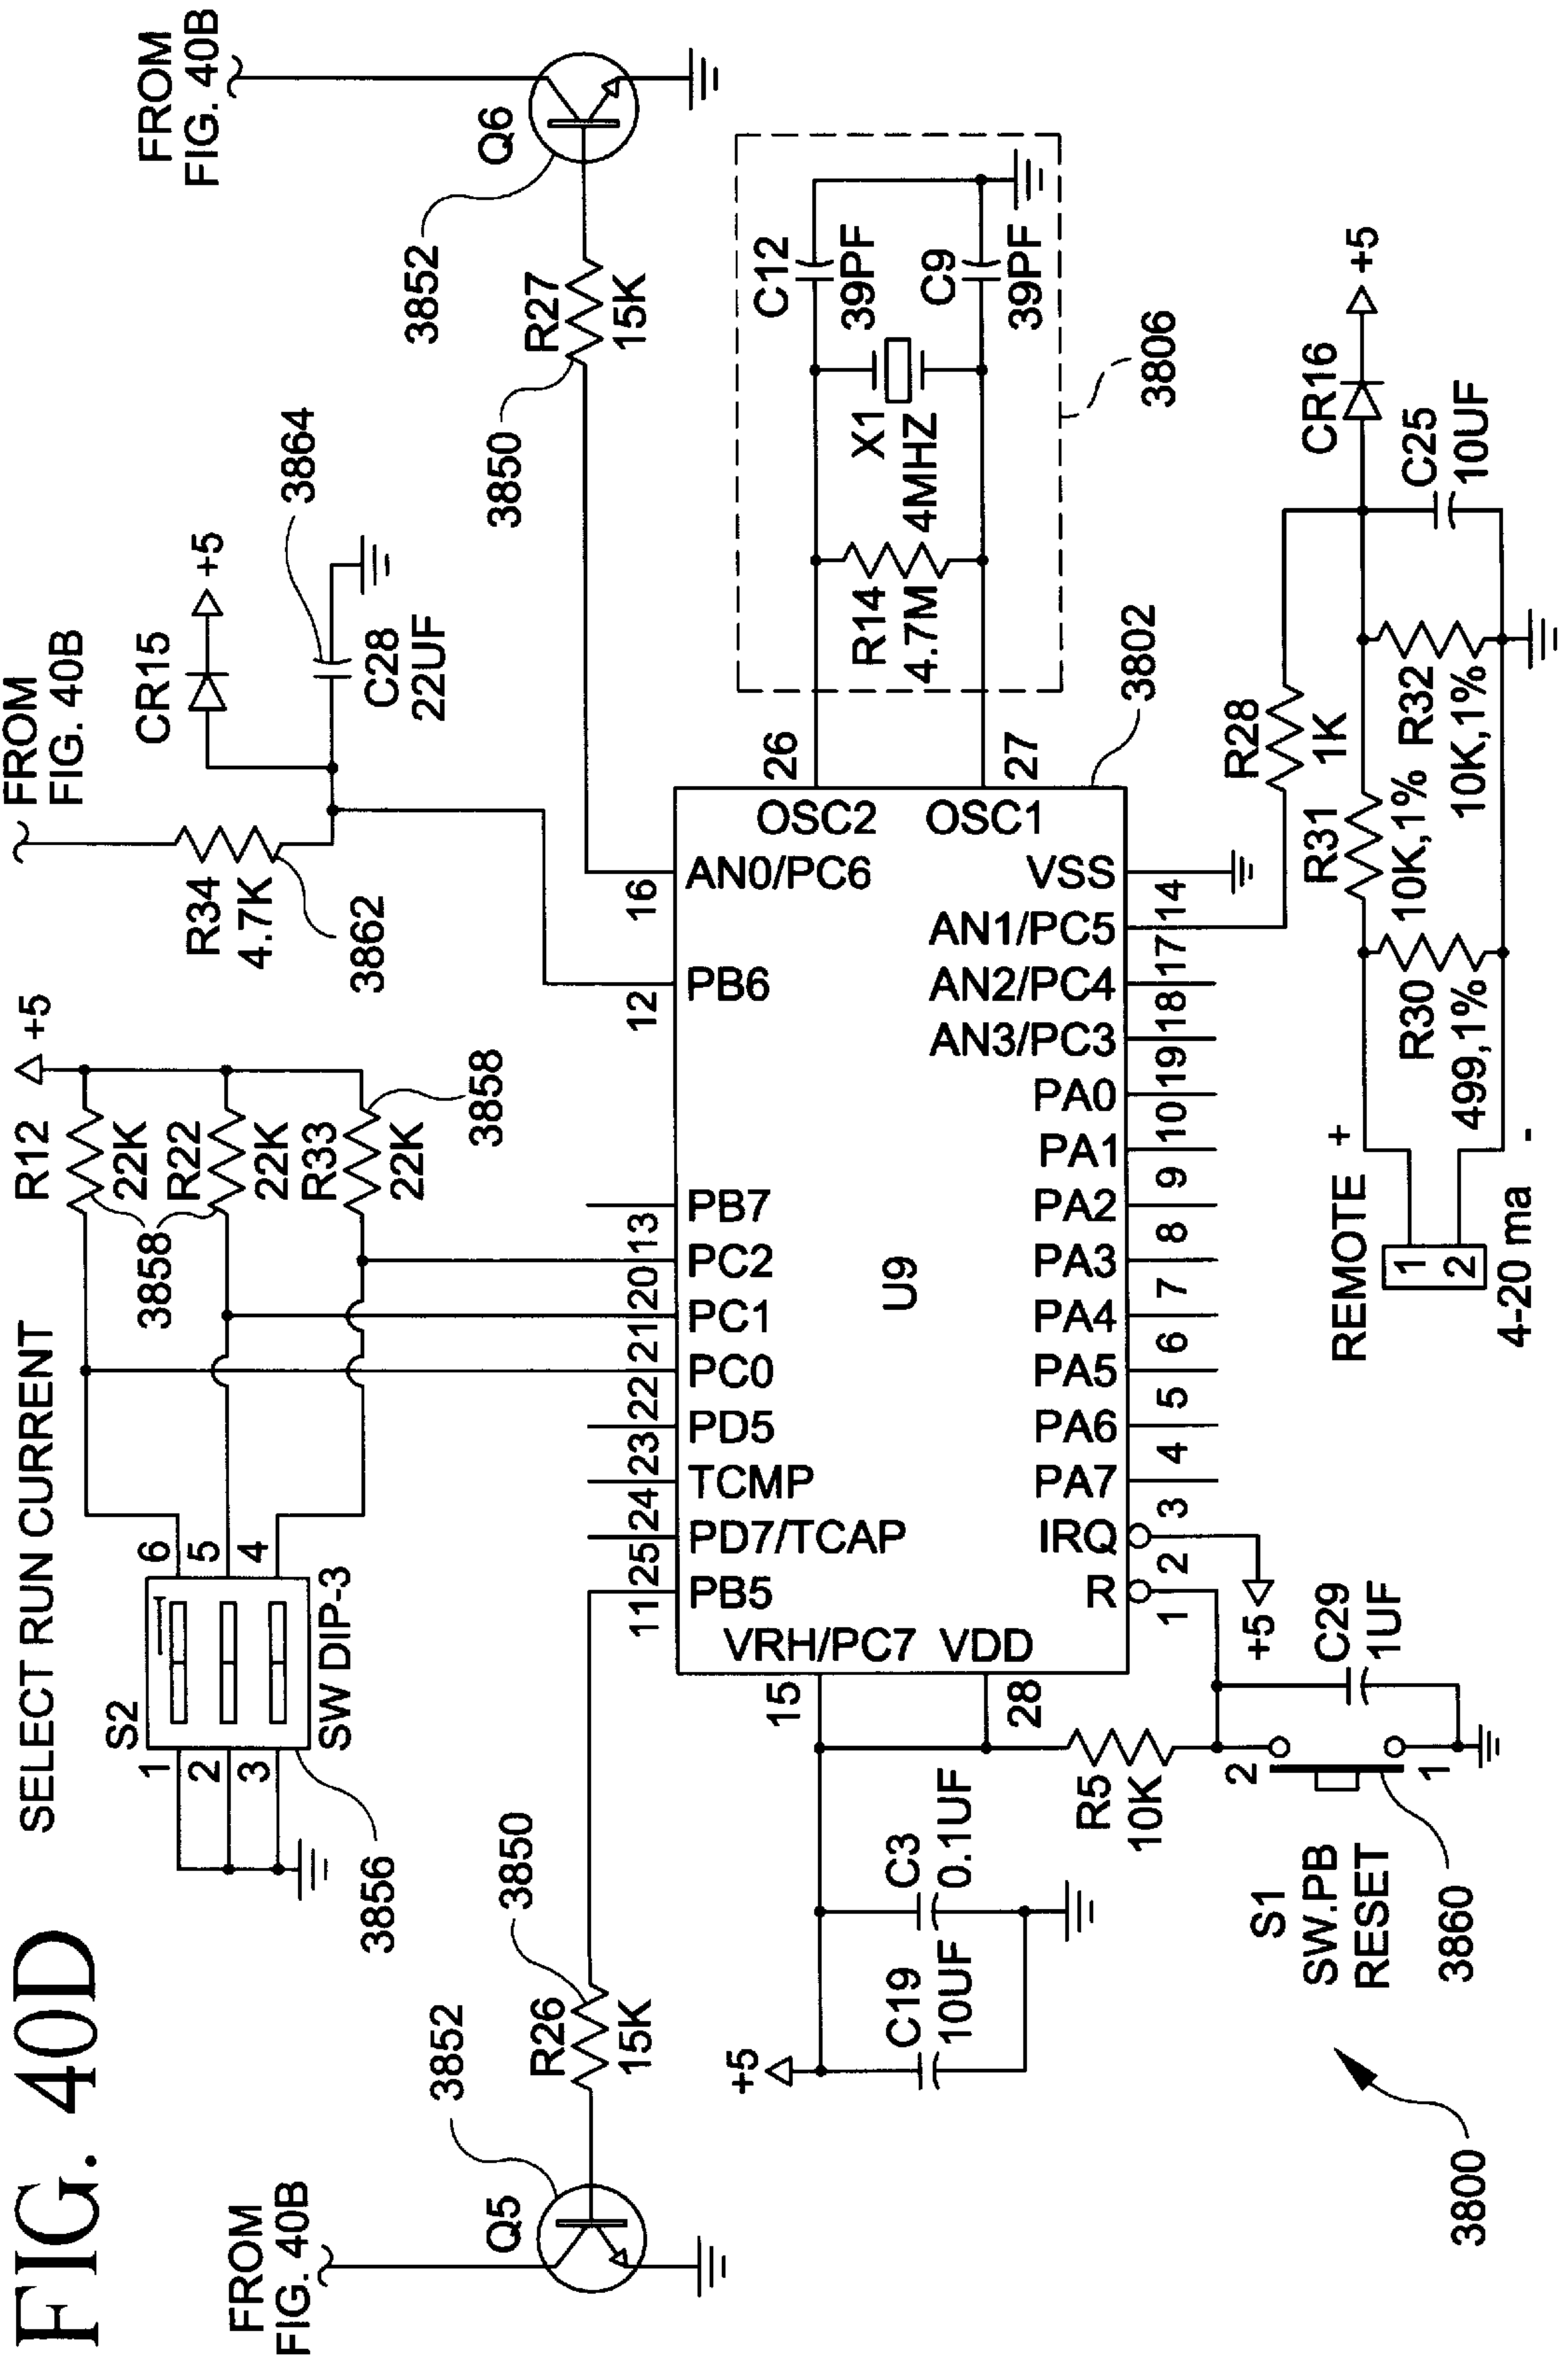 FIG. 40D
SELECT RUN CURRENT
S2
1
2
3
6
5
4
SW DIP-3
3856
R12
22K
R22
22K
R33
22K
3858
3858
+5
FROM
FIG. 40B
R34
4.7K
3862
CR15
+5
C28
22UF
3864
FROM
FIG. 40B
Q6
3852
R27
15K
3850
FROM
FIG. 40B
Q5
3852
R26
15K
3850
11
25
24
23
22
21
20
13
12
16
PB5
PD7/TCAP
TCMP
PD5
PC0
PC1
PC2
PB7
PB6
AN0/PC6
VRH/PC7
VDD
15
28
U9
OSC2
OSC1
26
27
3802
R
IRQ
PA7
PA6
PA5
PA4
PA3
PA2
PA1
PA0
AN3/PC3
AN2/PC4
AN1/PC5
VSS
1
2
3
4
5
6
7
8
9
10
19
18
17
14
R14
4.7M
X1
4MHZ
C12
39PF
C9
39PF
3806
+5
C19
10UF
C3
0.1UF
R5
10K
S1
SW.PB
RESET
2
1
3860
C29
1UF
+5
REMOTE
+
1
2
4-20 ma
-
R30
499,1%
R31
10K,1%
R32
10K,1%
R28
1K
CR16
+5
C25
10UF
3800